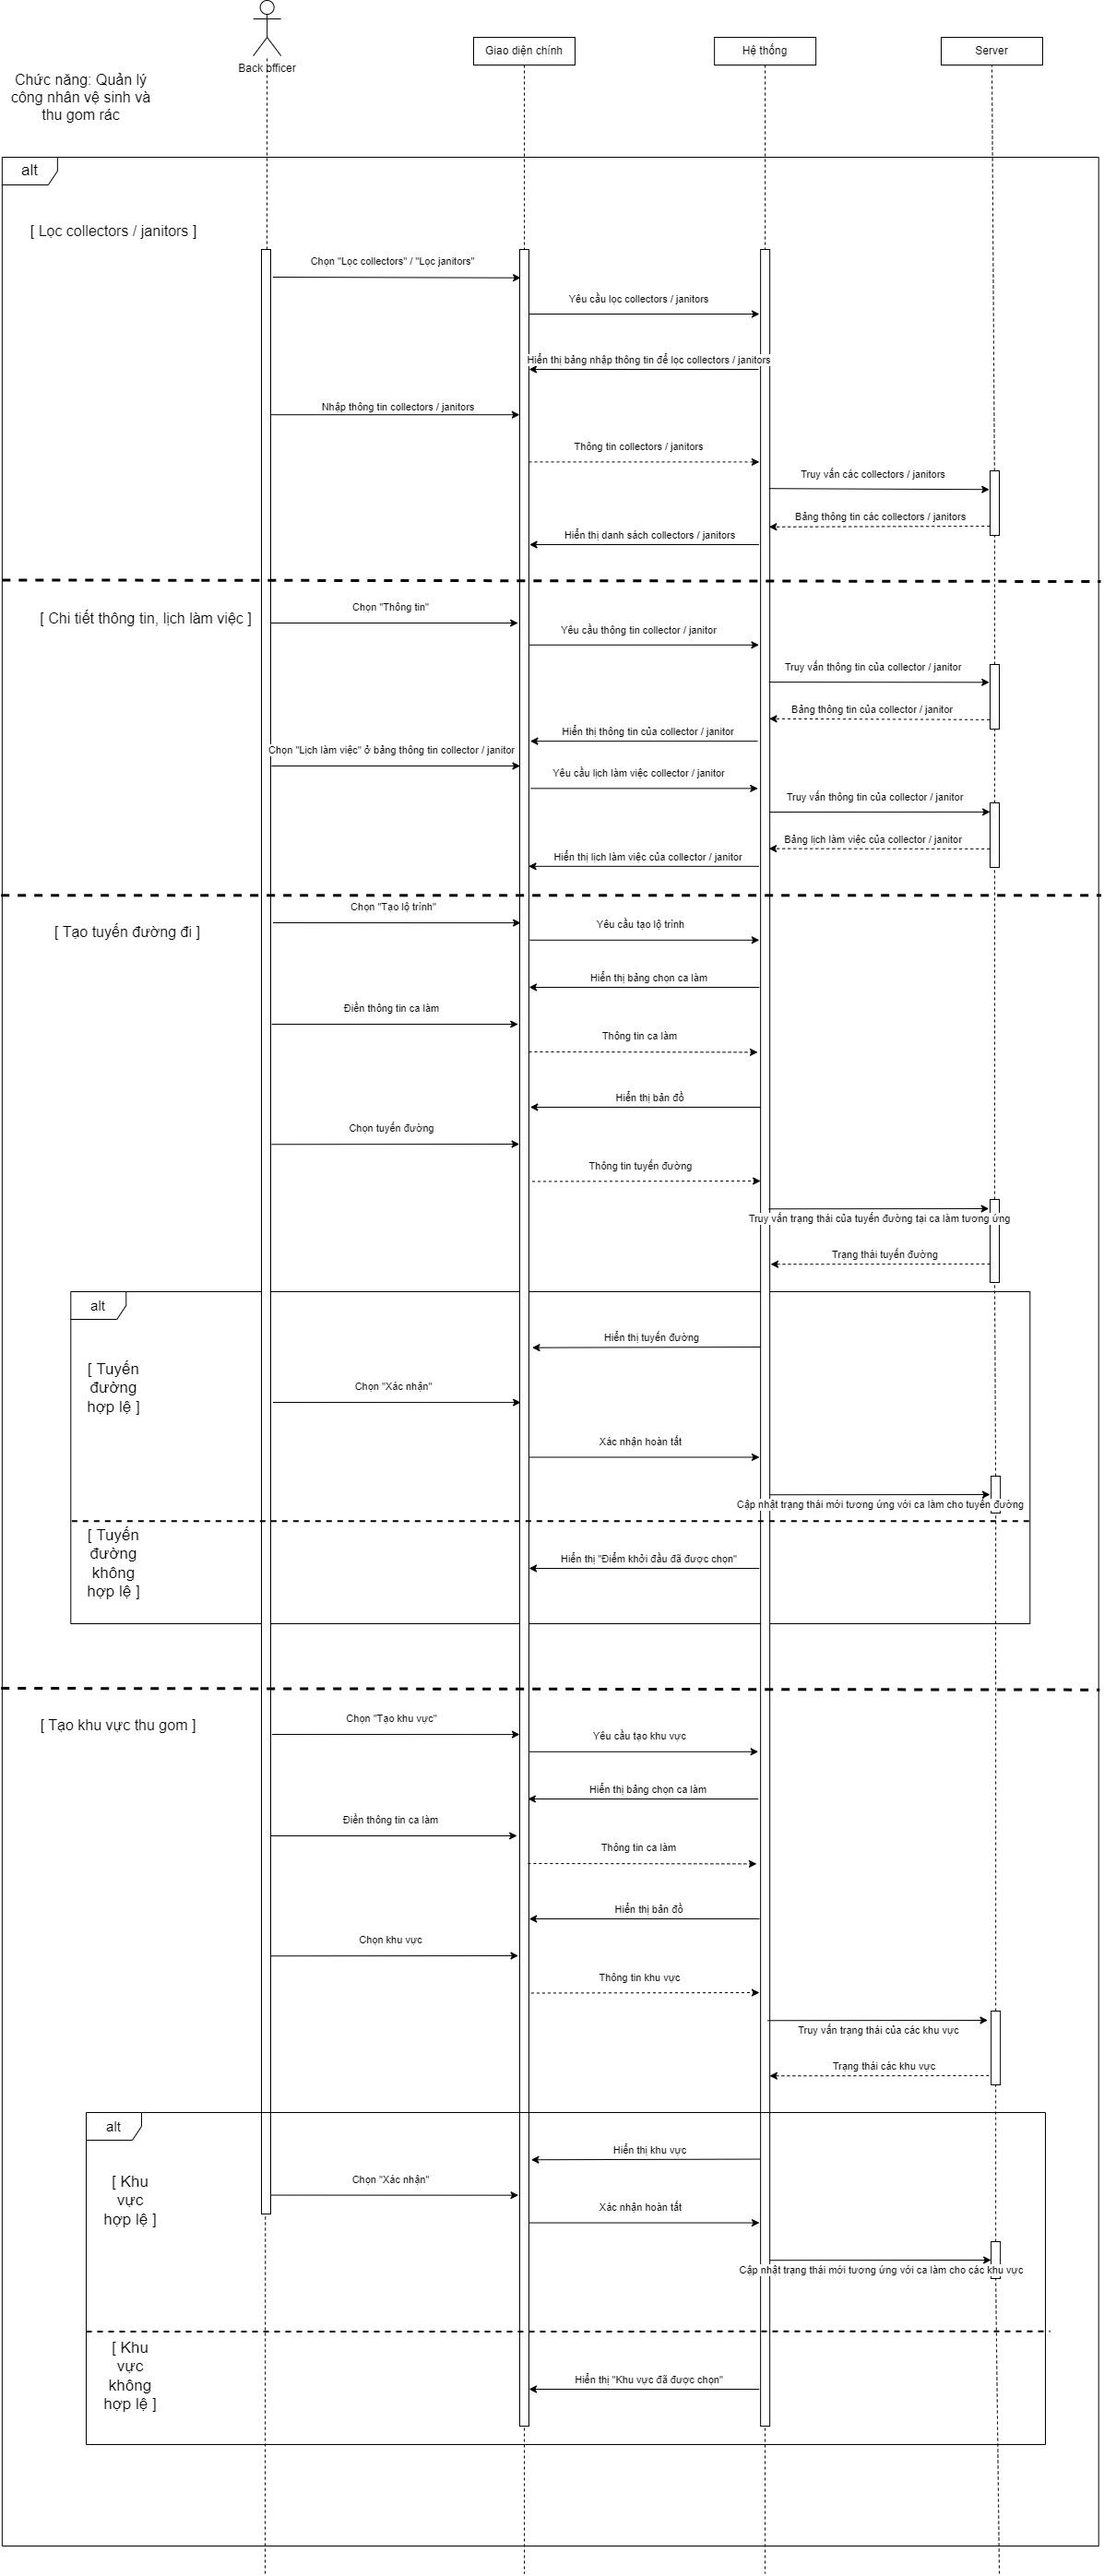 Back officer
Giao diện chính
Hệ thống
Server
Chức năng: Quản lý
công nhân vệ sinh và
thu gom rác
alt
[ Lọc collectors / janitors ]
Chọn "Lọc collectors" / "Lọc janitors"
Yêu cầu lọc collectors / janitors
Hiển thị bảng nhập thông tin để lọc collectors / janitors
Nhập thông tin collectors / janitors
Thông tin collectors / janitors
Truy vấn các collectors / janitors
Bảng thông tin các collectors / janitors
Hiển thị danh sách collectors / janitors
[ Chi tiết thông tin, lịch làm việc ]
Chọn "Thông tin"
Yêu cầu thông tin collector / janitor
Truy vấn thông tin của collector / janitor
Bảng thông tin của collector / janitor
Hiển thị thông tin của collector / janitor
Chọn "Lịch làm việc" ở bảng thông tin collector / janitor
Yêu cầu lịch làm việc collector / janitor
Truy vấn thông tin của collector / janitor
Bảng lịch làm việc của collector / janitor
Hiển thị lịch làm việc của collector / janitor
[ Tạo tuyến đường đi ]
Chọn "Tạo lộ trình"
Yêu cầu tạo lộ trình
Hiển thị bảng chọn ca làm
Điền thông tin ca làm
Thông tin ca làm
Hiển thị bản đồ
Chọn tuyến đường
Thông tin tuyến đường
Truy vấn trạng thái của tuyến đường tại ca làm tương ứng
Trạng thái tuyến đường
alt
Hiển thị tuyến đường
[ Tuyến
đường
hợp lệ ]
Chọn "Xác nhận"
Xác nhận hoàn tất
Cập nhật trạng thái mới tương ứng với ca làm cho tuyến đường
[ Tuyến
đường
không
hợp lệ ]
Hiển thị "Điểm khởi đầu đã được chọn"
[ Tạo khu vực thu gom ]
Chọn "Tạo khu vực"
Yêu cầu tạo khu vực
Hiển thị bảng chọn ca làm
Điền thông tin ca làm
Thông tin ca làm
Hiển thị bản đồ
Chọn khu vực
Thông tin khu vực
Truy vấn trạng thái của các khu vực
Trạng thái các khu vực
alt
Hiển thị khu vực
[ Khu
vực
hợp lệ ]
Chọn "Xác nhận"
Xác nhận hoàn tất
Cập nhật trạng thái mới tương ứng với ca làm cho các khu vực
[ Khu
vực
không
hợp lệ ]
Hiển thị "Khu vực đã được chọn"